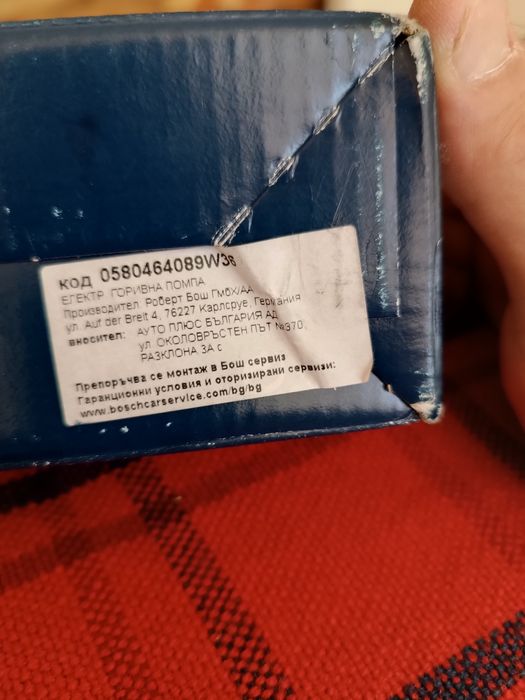 код 0580464089W36
ЕЛЕКТР. ГОРИВНА ПОМПА
Производител Роберт Бош ГмбХ/АА
ул. Auf der Breit 4, 76227 Карлсруе, Германия
вносител: АУТО ПЛЮС БЪЛГАРИЯ АД
ул ОКОЛОВРЪСТЕН ПЪТ №370,
РАЗКЛОНА ЗА с
Препоръчва се монтаж в Бош сервиз
Гаранционни условия и оторизирани сервизи:
www.boschcarservice.com/bg/bg